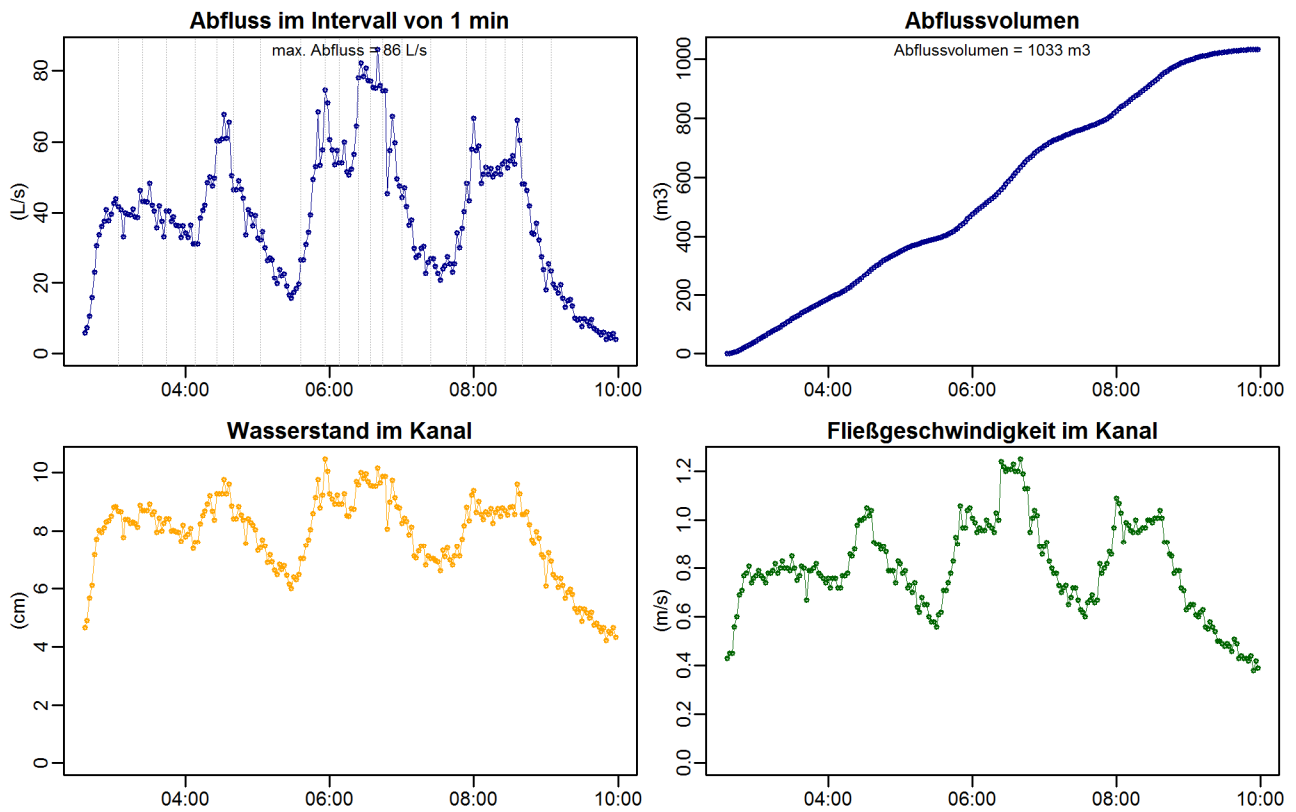 Abfluss im Intervall von 1 min
max. Abfluss = 86 L/s
(L/s)
80
60
40
20
0
04:00 06:00 08:00 10:00
Abflussvolumen
Abflussvolumen = 1033 m3
(m3)
1000
800
600
400
200
0
04:00 06:00 08:00 10:00
Wasserstand im Kanal
(cm)
10
8
6
4
2
0
04:00 06:00 08:00 10:00
Fließgeschwindigkeit im Kanal
(m/s)
1.2
1.0
0.8
0.6
0.4
0.2
0.0
04:00 06:00 08:00 10:00